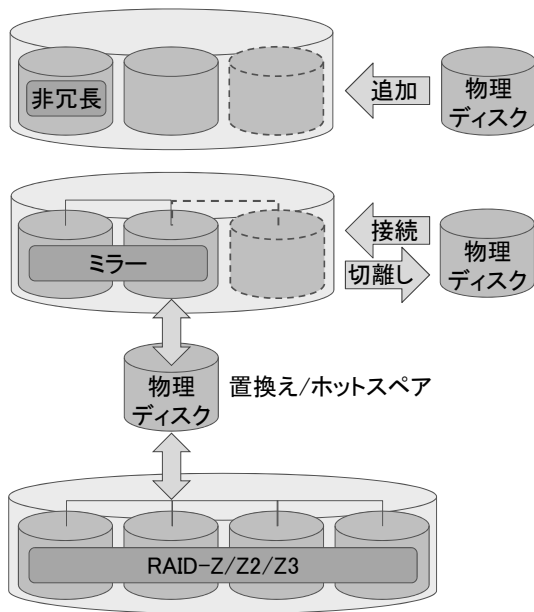 非冗長
追加
物理
ディスク
ミラー
接続
切離し
物理
ディスク
物理
ディスク
置換え/ホットスペア
RAID-Z/Z2/Z3